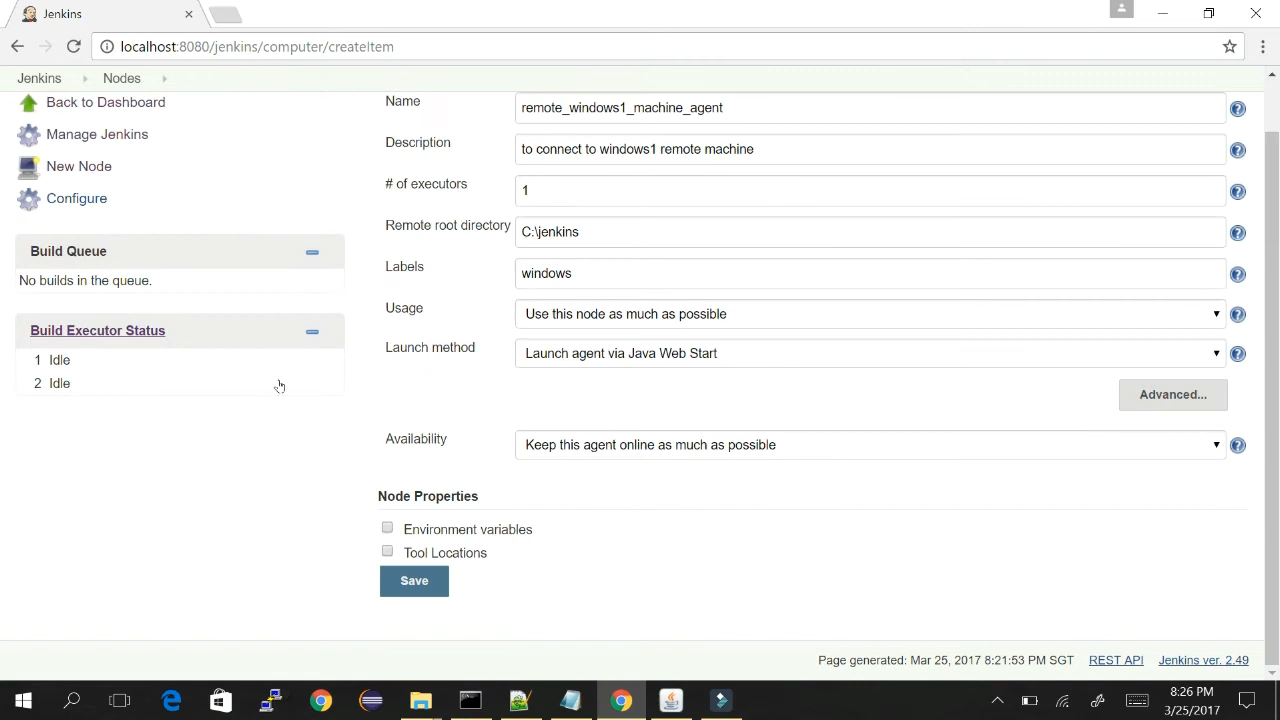 Jenkins
localhost:8080/jenkins/computer/createItem
Jenkins Nodes
Back to Dashboard
Manage Jenkins
New Node
Configure
Build Queue
No builds in the queue.
Build Executor Status
1 Idle
2 Idle
Name remote_windows1_machine_agent
Description to connect to windows1 remote machine
# of executors 1
Remote root directory C:\jenkins
Labels windows
Usage Use this node as much as possible
Launch method Launch agent via Java Web Start
Advanced...
Availability Keep this agent online as much as possible
Node Properties
Environment variables
Tool Locations
Save
Page generated: Mar 25, 2017 8:21:53 PM SGT REST API Jenkins ver. 2.49
8:26 PM
3/25/2017